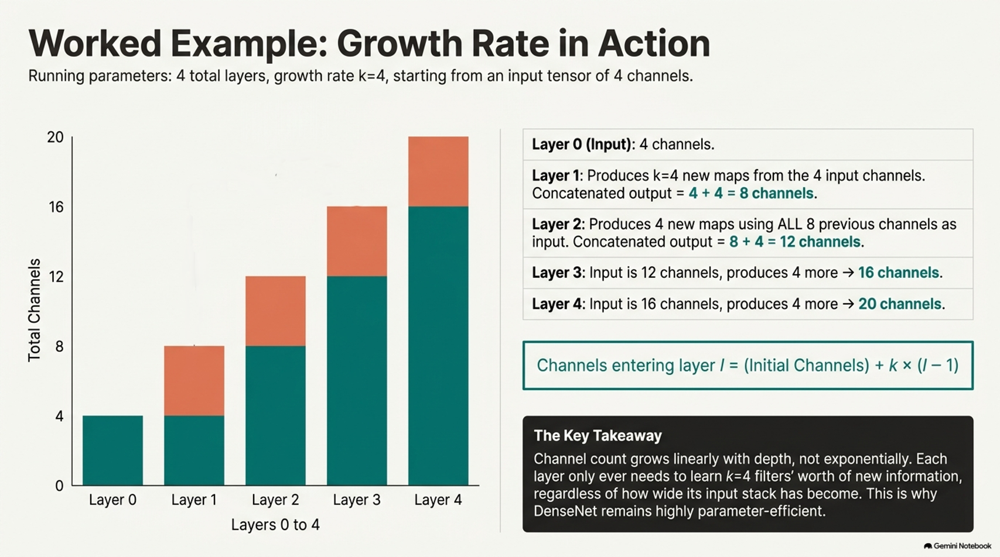 Worked Example: Growth Rate in Action
Running parameters: 4 total layers, growth rate k=4, starting from an input tensor of 4 channels.
20
16
12
8
4
0
Total Channels
Layer 0
Layer 1
Layer 2
Layer 3
Layer 4
Layers 0 to 4
Layer 0 (Input): 4 channels.
Layer 1: Produces k=4 new maps from the 4 input channels.
Concatenated output = 4 + 4 = 8 channels.
Layer 2: Produces 4 new maps using ALL 8 previous channels as
input. Concatenated output = 8 + 4 = 12 channels.
Layer 3: Input is 12 channels, produces 4 more → 16 channels.
Layer 4: Input is 16 channels, produces 4 more → 20 channels.
Channels entering layer l = (Initial Channels) + k × (l − 1)
The Key Takeaway
Channel count grows linearly with depth, not exponentially. Each
layer only ever needs to learn k=4 filters’ worth of new information,
regardless of how wide its input stack has become. This is why
DenseNet remains highly parameter-efficient.
Gemini Notebook